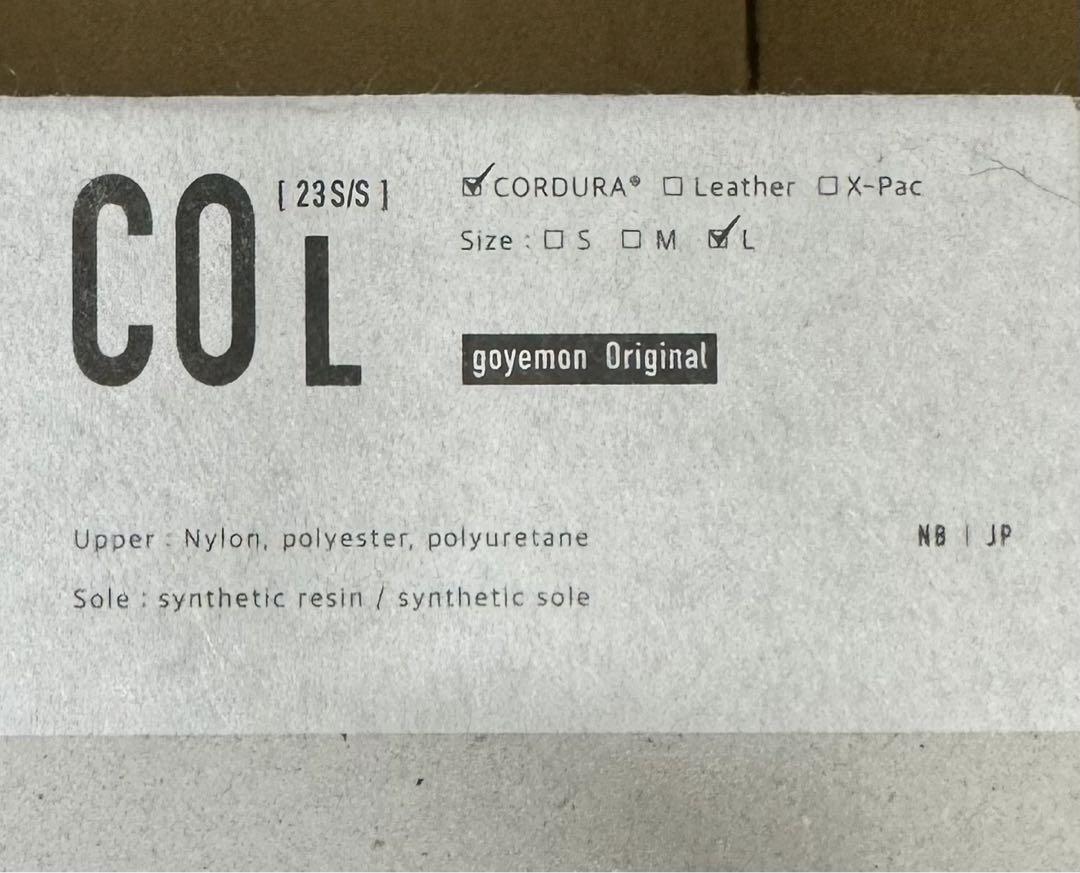 CO L [ 23S/S ]
☑ CORDURA® ☐ Leather ☐ X-Pac
Size : ☐ S ☐ M ☑ L
goyemon Original
Upper : Nylon, polyester, polyuretane
NB | JP
Sole : synthetic resin / synthetic sole